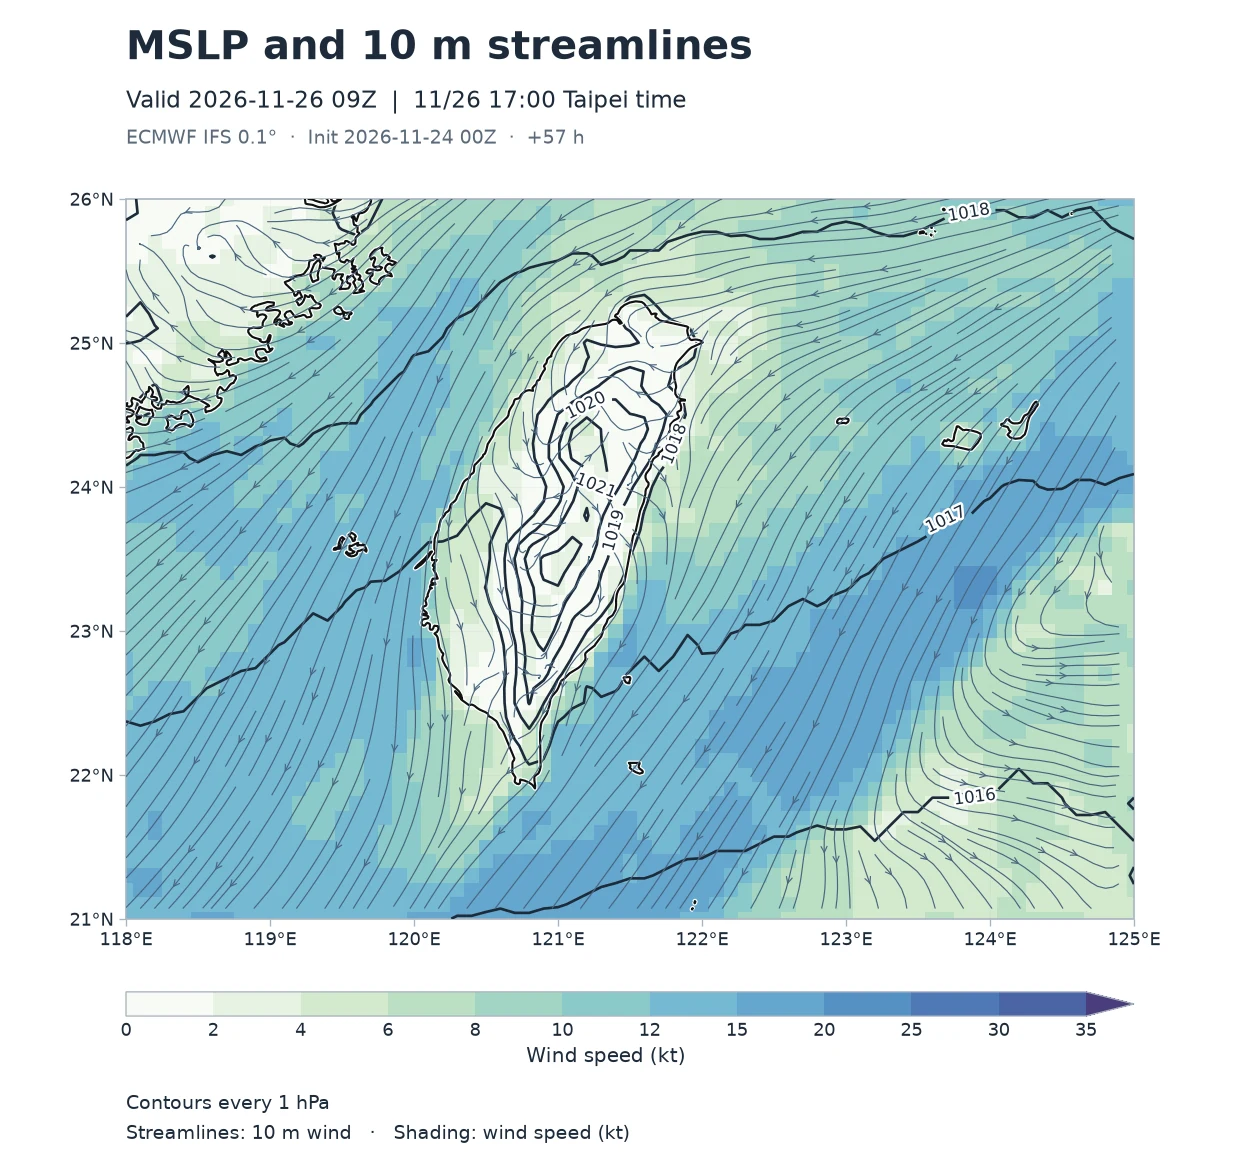 MSLP and 10 m streamlines
Valid 2026-11-26 09Z | 11/26 17:00 Taipei time
ECMWF IFS 0.1° · Init 2026-11-24 00Z · +57 h
26°N
25°N
24°N
23°N
22°N
21°N
1018
1020
1018
1021
1019
1017
1016
118°E 119°E 120°E 121°E 122°E 123°E 124°E 125°E
0 2 4 6 8 10 12 15 20 25 30 35
Wind speed (kt)
Contours every 1 hPa
Streamlines: 10 m wind · Shading: wind speed (kt)